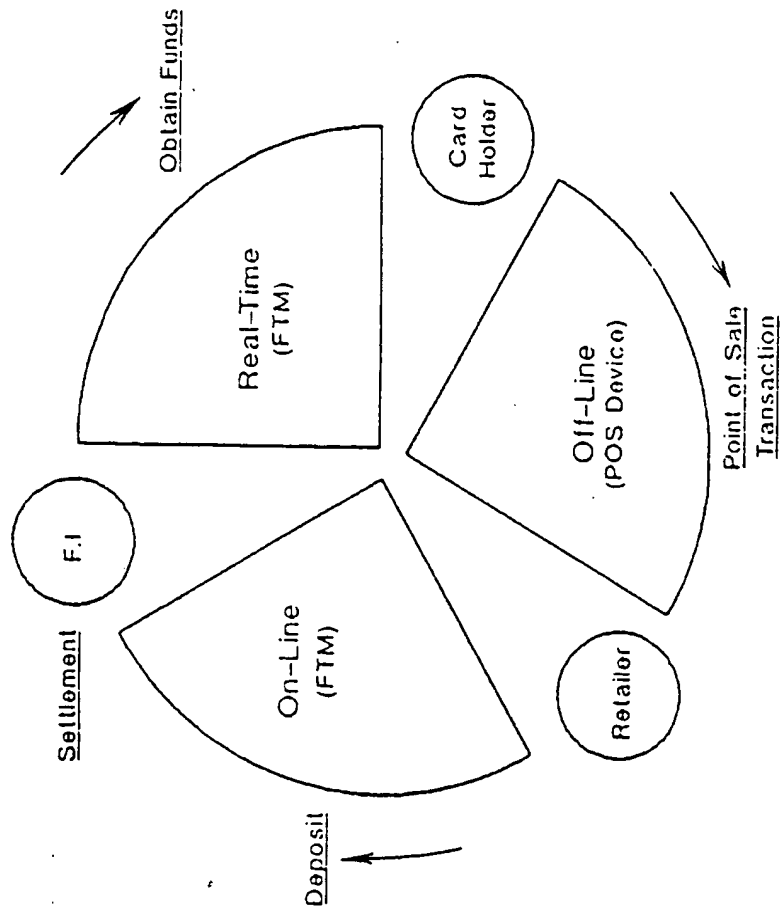 Obtain Funds
Real-Time
(FTM)
Card
Holder
F.I
Settlement
On-Line
(FTM)
Off-Line
(POS Device)
Point of Sale
Transaction
Retailer
Deposit